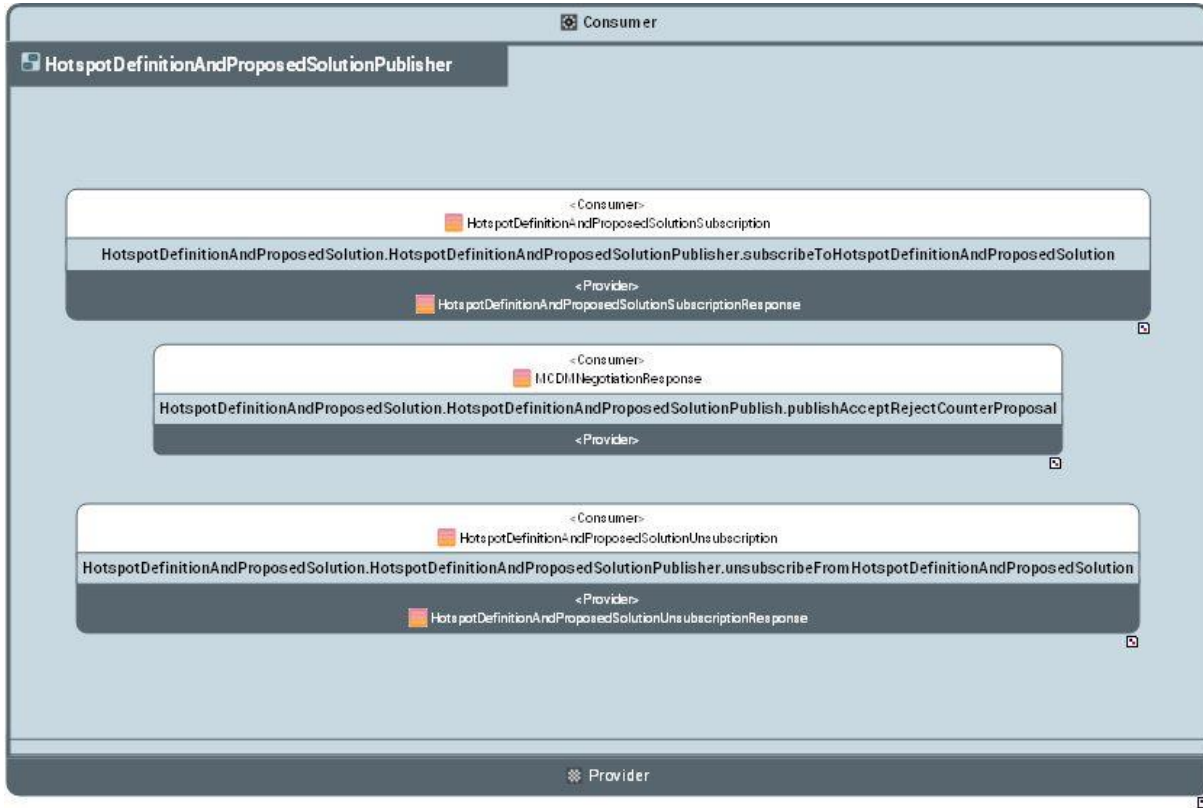 Consumer
HotspotDefinitionAndProposedSolutionPublisher
<Consumer>
HotspotDefinitionAndProposedSolutionSubscription
HotspotDefinitionAndProposedSolution.HotspotDefinitionAndProposedSolutionPublisher.subscribeToHotspotDefinitionAndProposedSolution
<Provider>
HotspotDefinitionAndProposedSolutionSubscriptionResponse
<Consumer>
MCDMNegotiationResponse
HotspotDefinitionAndProposedSolution.HotspotDefinitionAndProposedSolutionPublish.publishAcceptRejectCounterProposal
<Provider>
<Consumer>
HotspotDefinitionAndProposedSolutionUnsubscription
HotspotDefinitionAndProposedSolution.HotspotDefinitionAndProposedSolutionPublisher.unsubscribeFromHotspotDefinitionAndProposedSolution
<Provider>
HotspotDefinitionAndProposedSolutionUnsubscriptionResponse
Provider